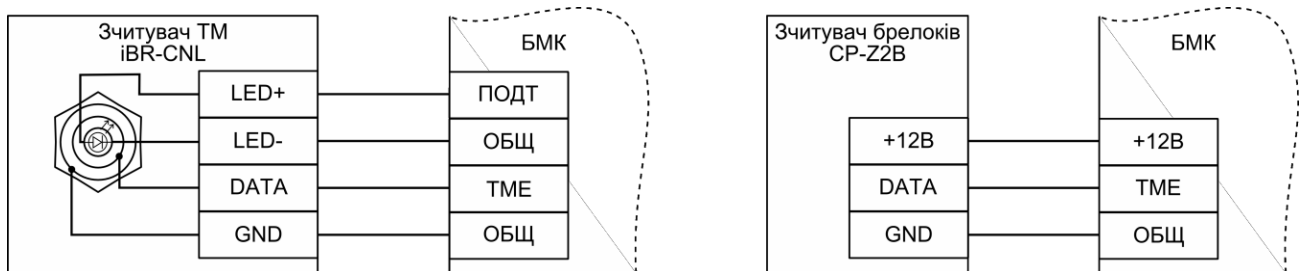 Зчитувач ТМ
iBR-CNL
БМК
LED+
ПОДТ
LED-
ОБЩ
DATA
ТМЕ
GND
ОБЩ
Зчитувач брелоків
CP-Z2B
БМК
+12В
+12В
DATA
ТМЕ
GND
ОБЩ